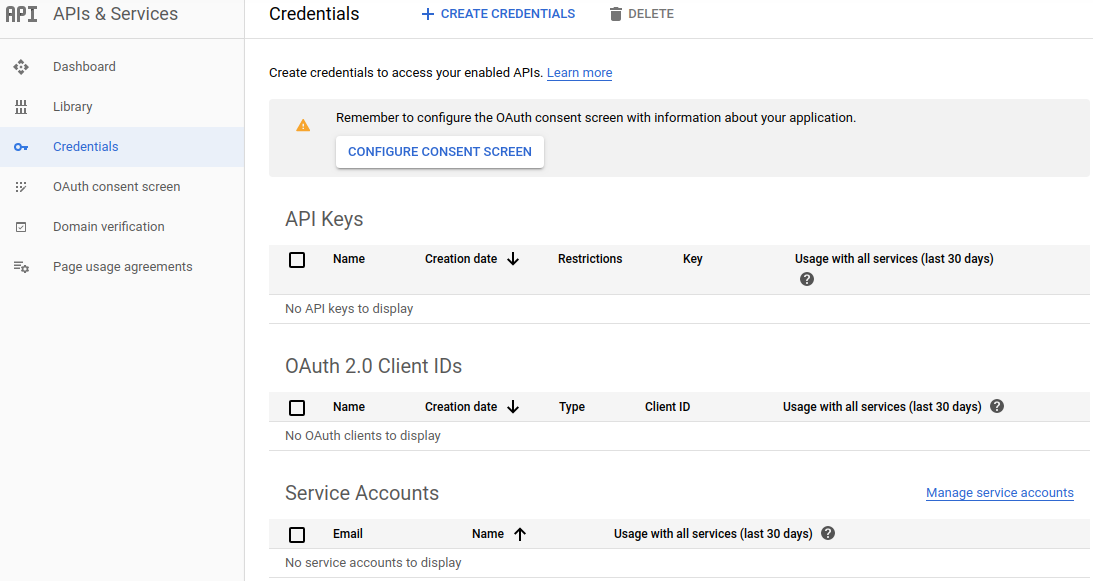 API APIs & Services
Credentials
CREATE CREDENTIALS
DELETE
Dashboard
Library
Credentials
OAuth consent screen
Domain verification
Page usage agreements
Create credentials to access your enabled APIs. Learn more
Remember to configure the OAuth consent screen with information about your application.
CONFIGURE CONSENT SCREEN
API Keys
Name Creation date Restrictions Key Usage with all services (last 30 days)
No API keys to display
OAuth 2.0 Client IDs
Name Creation date Type Client ID Usage with all services (last 30 days)
No OAuth clients to display
Service Accounts Manage service accounts
Email Name Usage with all services (last 30 days)
No service accounts to display